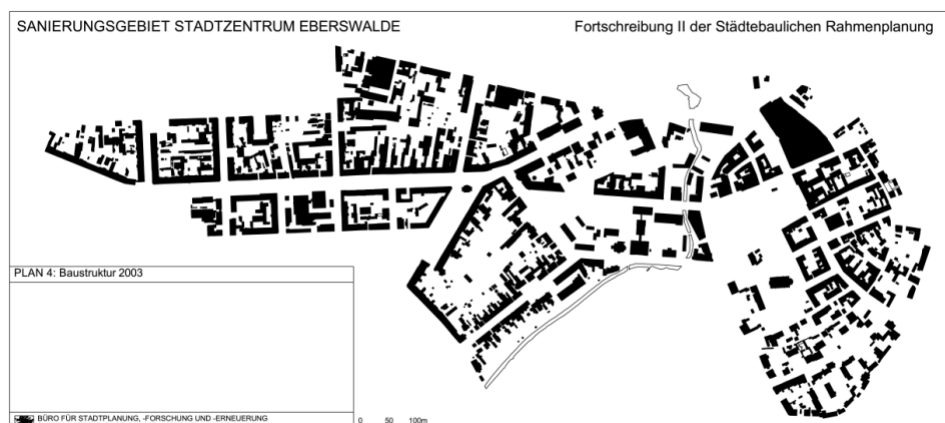 SANIERUNGSGEBIET STADTZENTRUM EBERSWALDE
Fortschreibung II der Städtebaulichen Rahmenplanung
PLAN 4: Baustruktur 2003
BÜRO FÜR STADTPLANUNG, -FORSCHUNG UND -ERNEUERUNG
0 50 100m